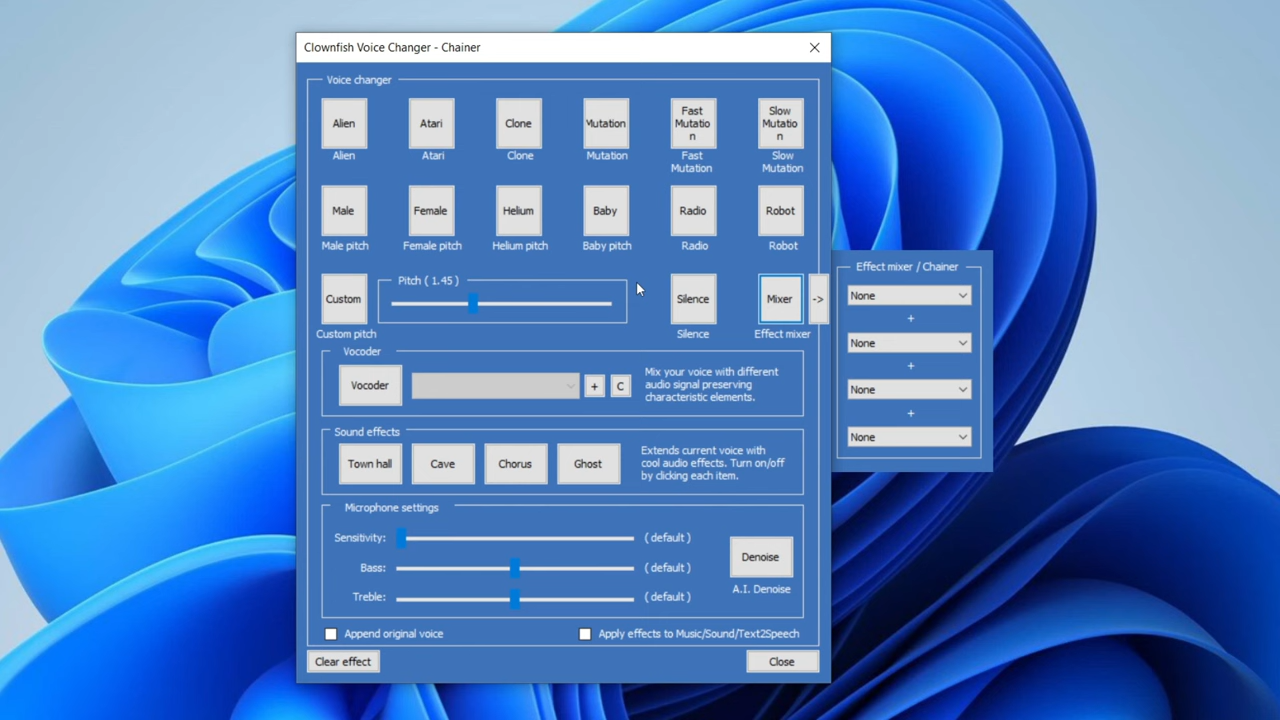 Clownfish Voice Changer - Chainer
Voice changer
Alien
Atari
Clone
Mutation
Fast
Mutatio
n
Slow
Mutatio
n
Alien
Atari
Clone
Mutation
Fast
Mutation
Slow
Mutation
Male
Female
Helium
Baby
Radio
Robot
Male pitch
Female pitch
Helium pitch
Baby pitch
Radio
Robot
Custom
Pitch ( 1.45 )
Silence
Mixer
->
Custom pitch
Silence
Effect mixer
Effect mixer / Chainer
None
+
None
+
None
+
None
Vocoder
Vocoder
+
C
Mix your voice with different
audio signal preserving
characteristic elements.
Sound effects
Town hall
Cave
Chorus
Ghost
Extends current voice with
cool audio effects. Turn on/off
by clicking each item.
Microphone settings
Sensitivity:
( default )
Bass:
( default )
Treble:
( default )
Denoise
A.I. Denoise
Append original voice
Apply effects to Music/Sound/Text2Speech
Clear effect
Close